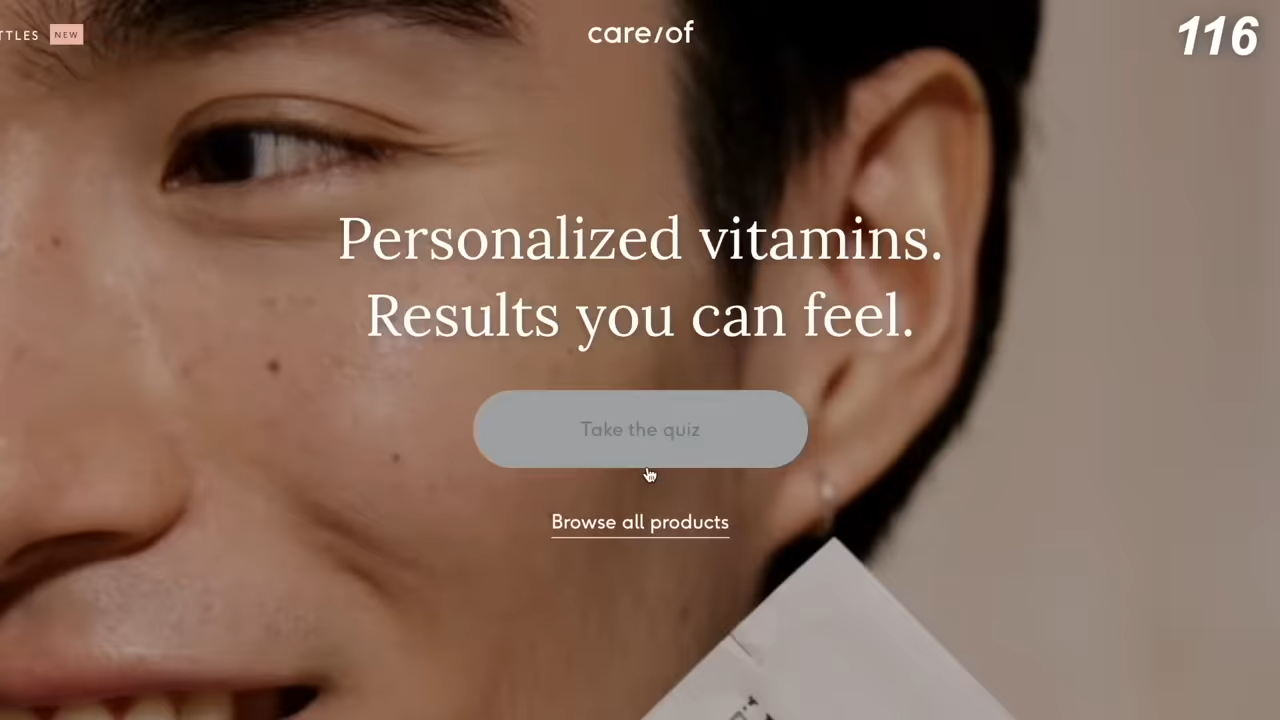 TTLES NEW
care/of
116
Personalized vitamins.
Results you can feel.
Take the quiz
Browse all products